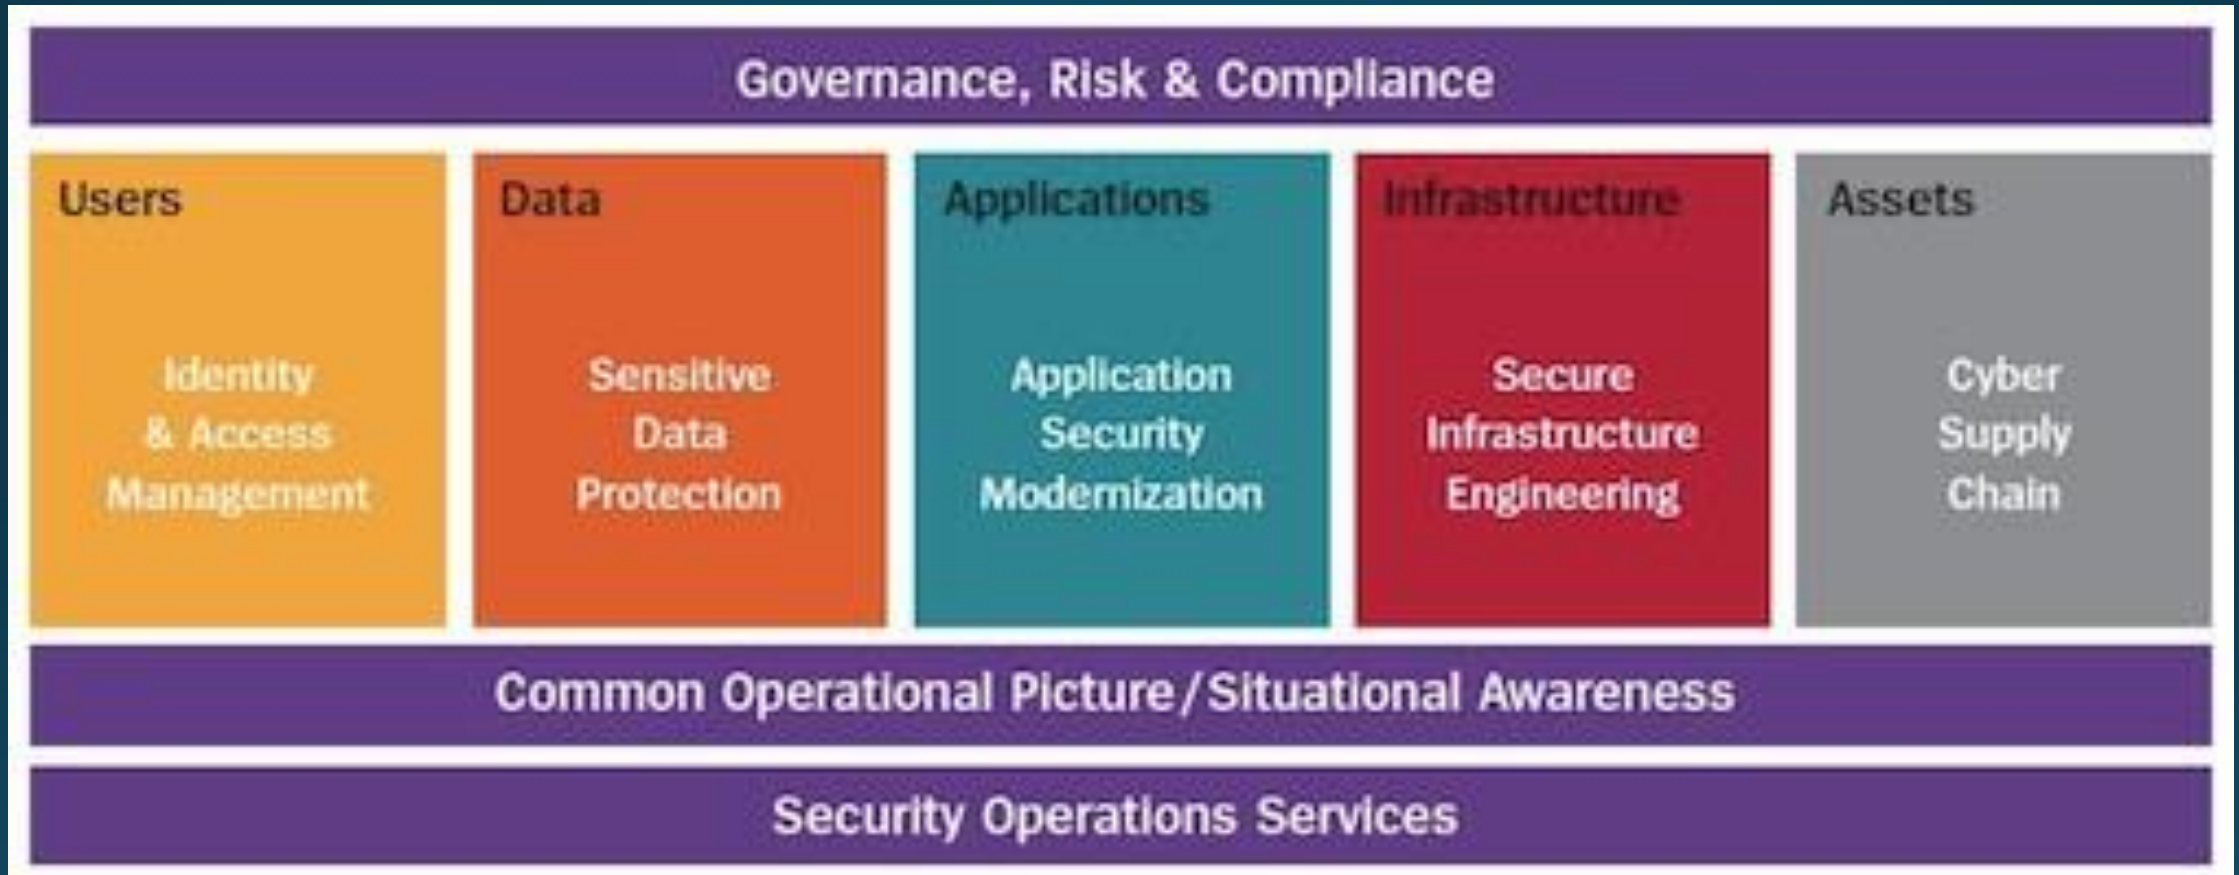 Governance, Risk & Compliance
Users
Identity
& Access
Management
Data
Sensitive
Data
Protection
Applications
Application
Security
Modernization
Infrastructure
Secure
Infrastructure
Engineering
Assets
Cyber
Supply
Chain
Common Operational Picture/Situational Awareness
Security Operations Services